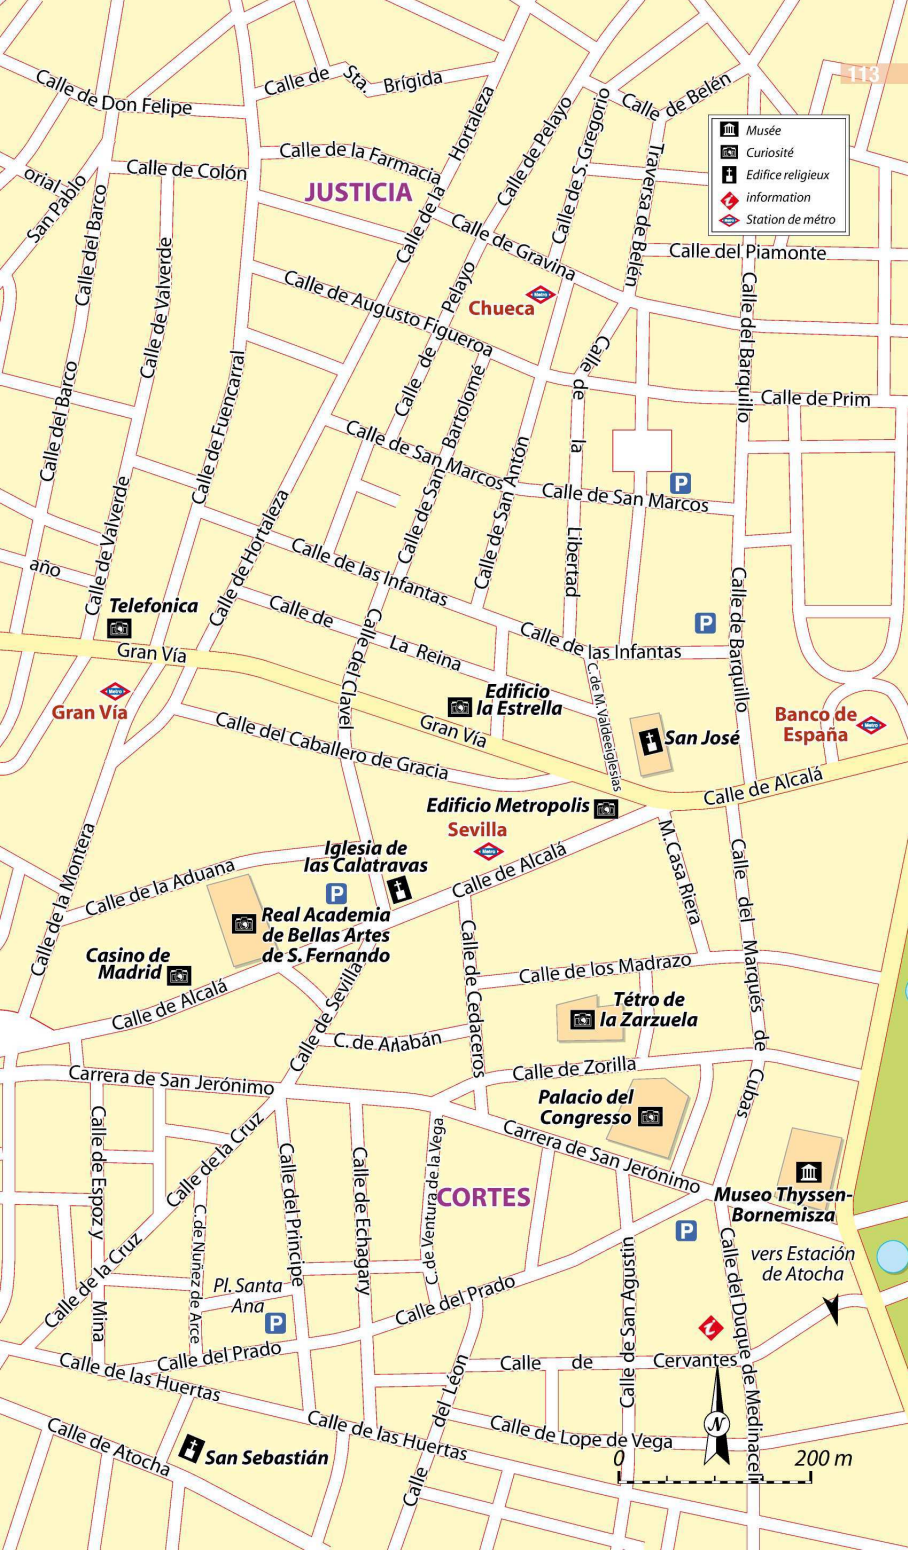 113
Calle de Don Felipe
Calle de Sta. Brígida
Calle de Belén
Musée
Curiosité
Edifice religieux
information
Station de métro
Calle de Colón
Calle de la Farmacia
JUSTICIA
Calle de la Hortaleza
Calle de Pelayo
Calle de S. Gregorio
Traversa de Belén
orial
San Pablo
Calle del Barco
Calle de Valverde
Calle de Gravina
Calle del Piamonte
Calle del Barquillo
Chueca
Metro
Calle de Augusto Figueroa
Calle de Pelayo
Calle de la Libertad
Calle de Prim
Calle del Barco
Calle de Fuencarral
Calle de San Bartolomé
Calle de San Marcos
Calle de San Antón
Calle de San Marcos
P
Calle de Valverde
Calle de Hortaleza
Calle de las Infantas
año
Telefonica
Calle de La Reina
Calle del Clavel
Calle de las Infantas
P
Calle de Barquillo
Gran Vía
Metro
Gran Vía
C. de M. Valdeeiglesias
Edificio
la Estrella
Gran Vía
San José
Banco de
España
Metro
Calle del Caballero de Gracia
Calle de Alcalá
Edificio Metropolis
Sevilla
Metro
Iglesia de
las Calatravas
Calle de Alcalá
M. Casa Riera
Calle del Marqués de Cubas
Calle de la Montera
Calle de la Aduana
P
Real Academia
de Bellas Artes
de S. Fernando
Casino de
Madrid
Calle de Alcalá
Calle de Sevilla
Calle de Cedaceros
Calle de los Madrazo
Tétro de
la Zarzuela
C. de Arlabán
Carrera de San Jerónimo
Calle de Zorilla
Palacio del
Congresso
Calle de Espoz y Mina
Calle de la Cruz
Calle del Principe
Calle de Echagary
C. de Ventura de la Vega
Carrera de San Jerónimo
CORTES
Museo Thyssen-
Bornemisza
P
C. de Nuñez de Arce
Calle de la Cruz
vers Estación
de Atocha
Calle de San Agustín
Calle del Duque de Medinaceli
Pl. Santa
Ana
P
Calle del Prado
Calle del Prado
Calle de Cervantes
Calle de las Huertas
Calle del Léon
N
Calle de las Huertas
Calle de Lope de Vega
Calle de Atocha
San Sebastián
0 200 m